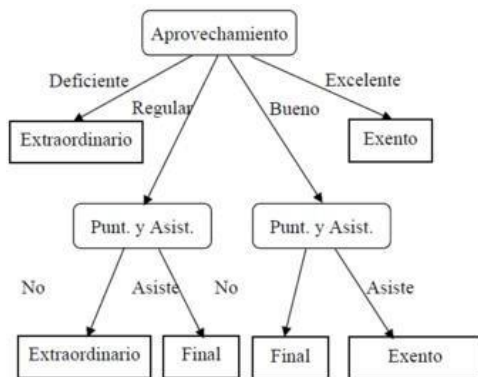 Aprovechamiento
Deficiente
Excelente
Regular
Bueno
Extraordinario
Exento
Punt. y Asist.
Punt. y Asist.
No
Asiste
No
Asiste
Extraordinario
Final
Final
Exento